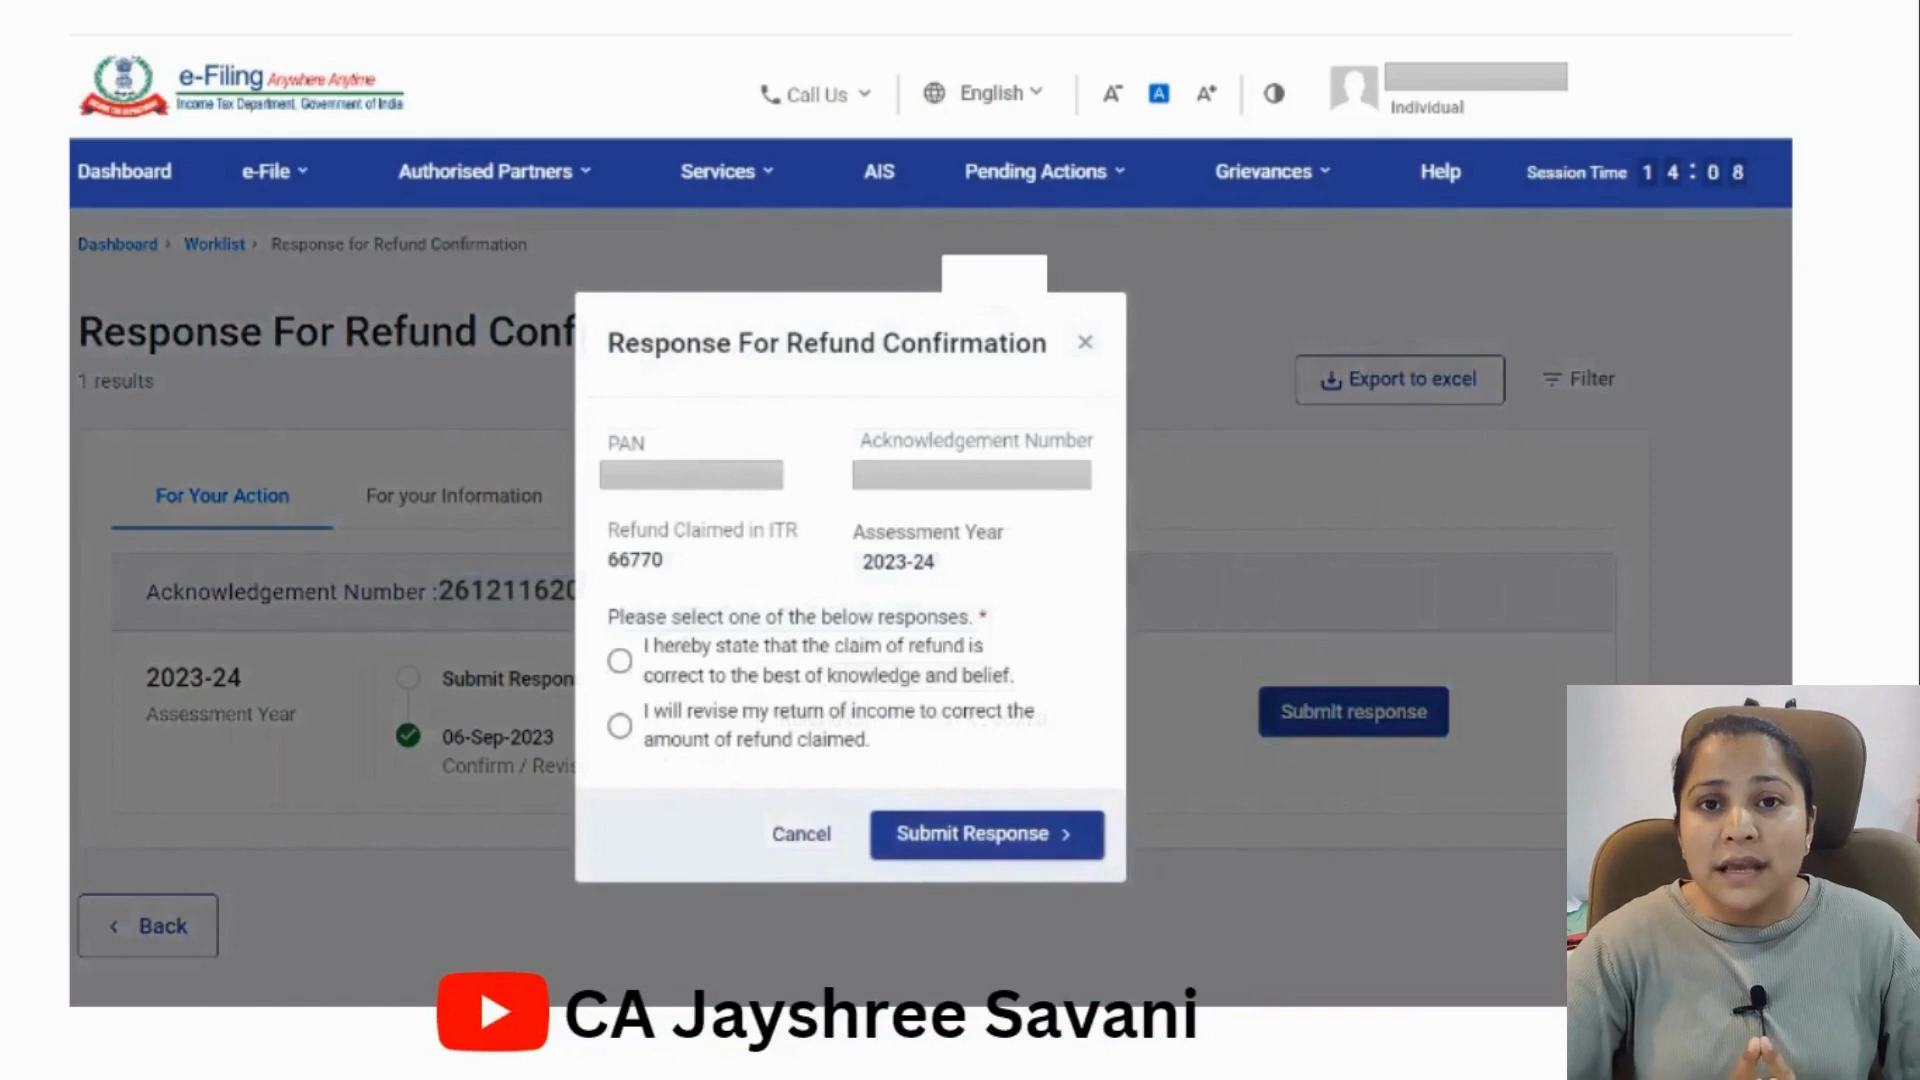 e-Filing Anywhere Anytime
Income Tax Department, Government of India
Call Us
English
A-
A
A+
Individual
Dashboard
e-File
Authorised Partners
Services
AIS
Pending Actions
Grievances
Help
Session Time 1 4 : 0 8
Dashboard › Worklist › Response for Refund Confirmation
Response For Refund Conf
1 results
Export to excel
Filter
For Your Action
For your Information
Acknowledgement Number :261211620
2023-24
Assessment Year
Submit Respon
06-Sep-2023
Confirm / Revis
Submit response
Response For Refund Confirmation ×
PAN
Acknowledgement Number
Refund Claimed in ITR
66770
Assessment Year
2023-24
Please select one of the below responses. *
I hereby state that the claim of refund is
correct to the best of knowledge and belief.
I will revise my return of income to correct the
amount of refund claimed.
Cancel
Submit Response >
< Back
CA Jayshree Savani